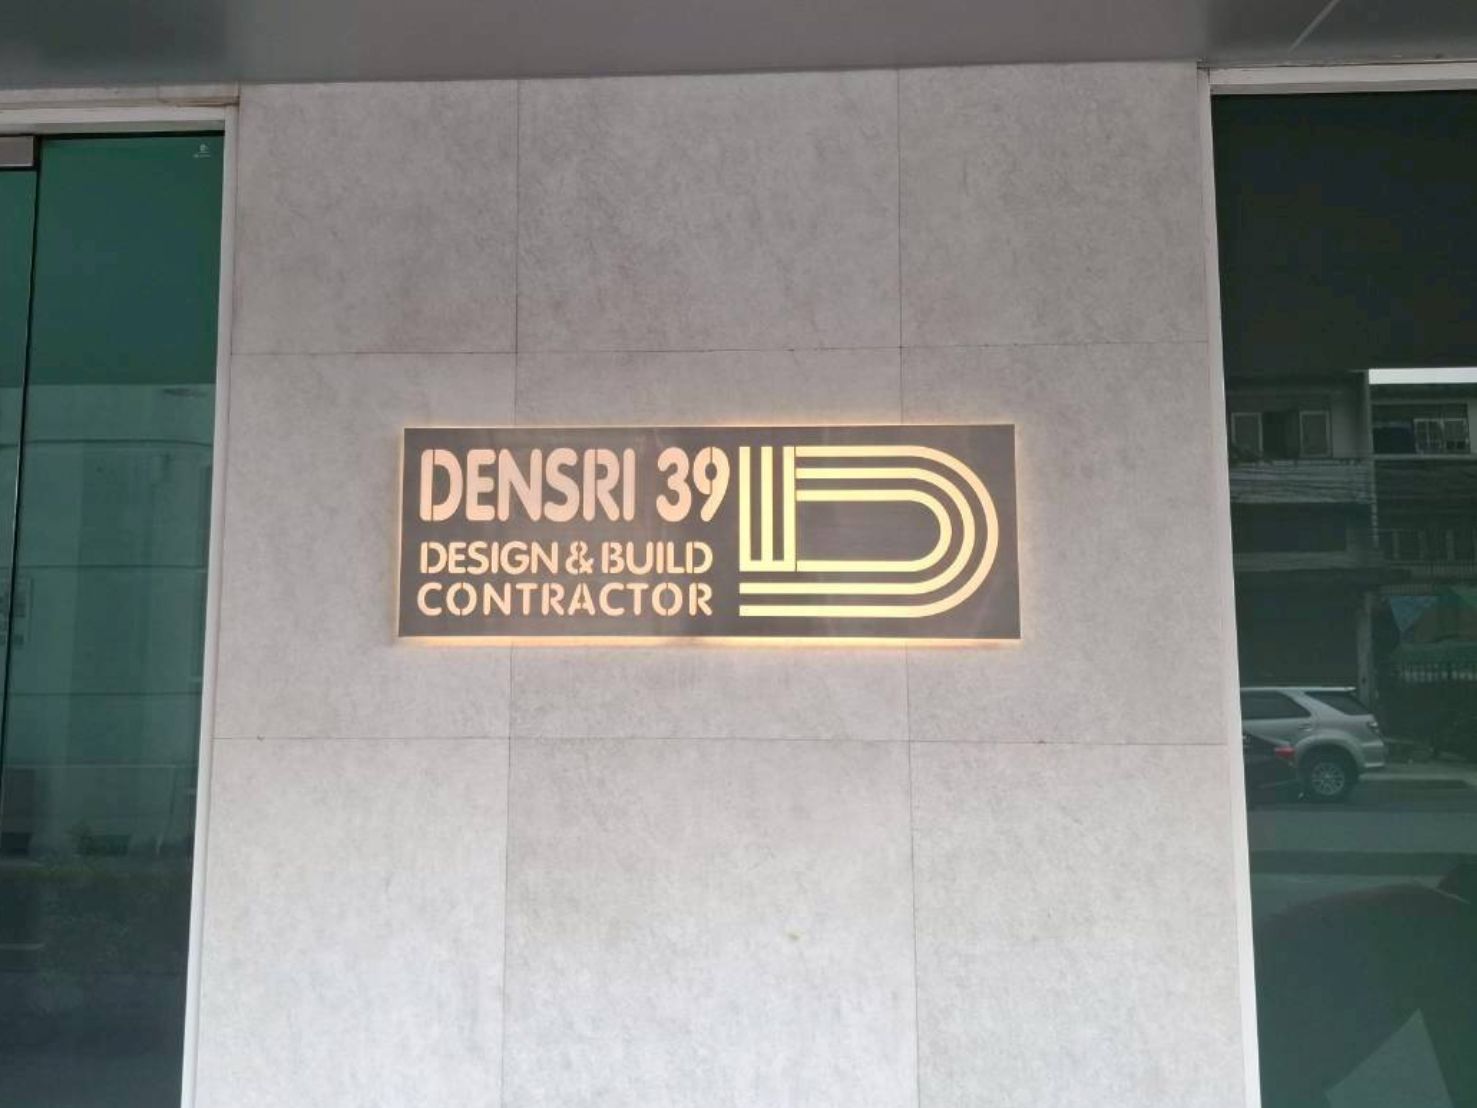 DENSRI 39
DESIGN & BUILD
CONTRACTOR